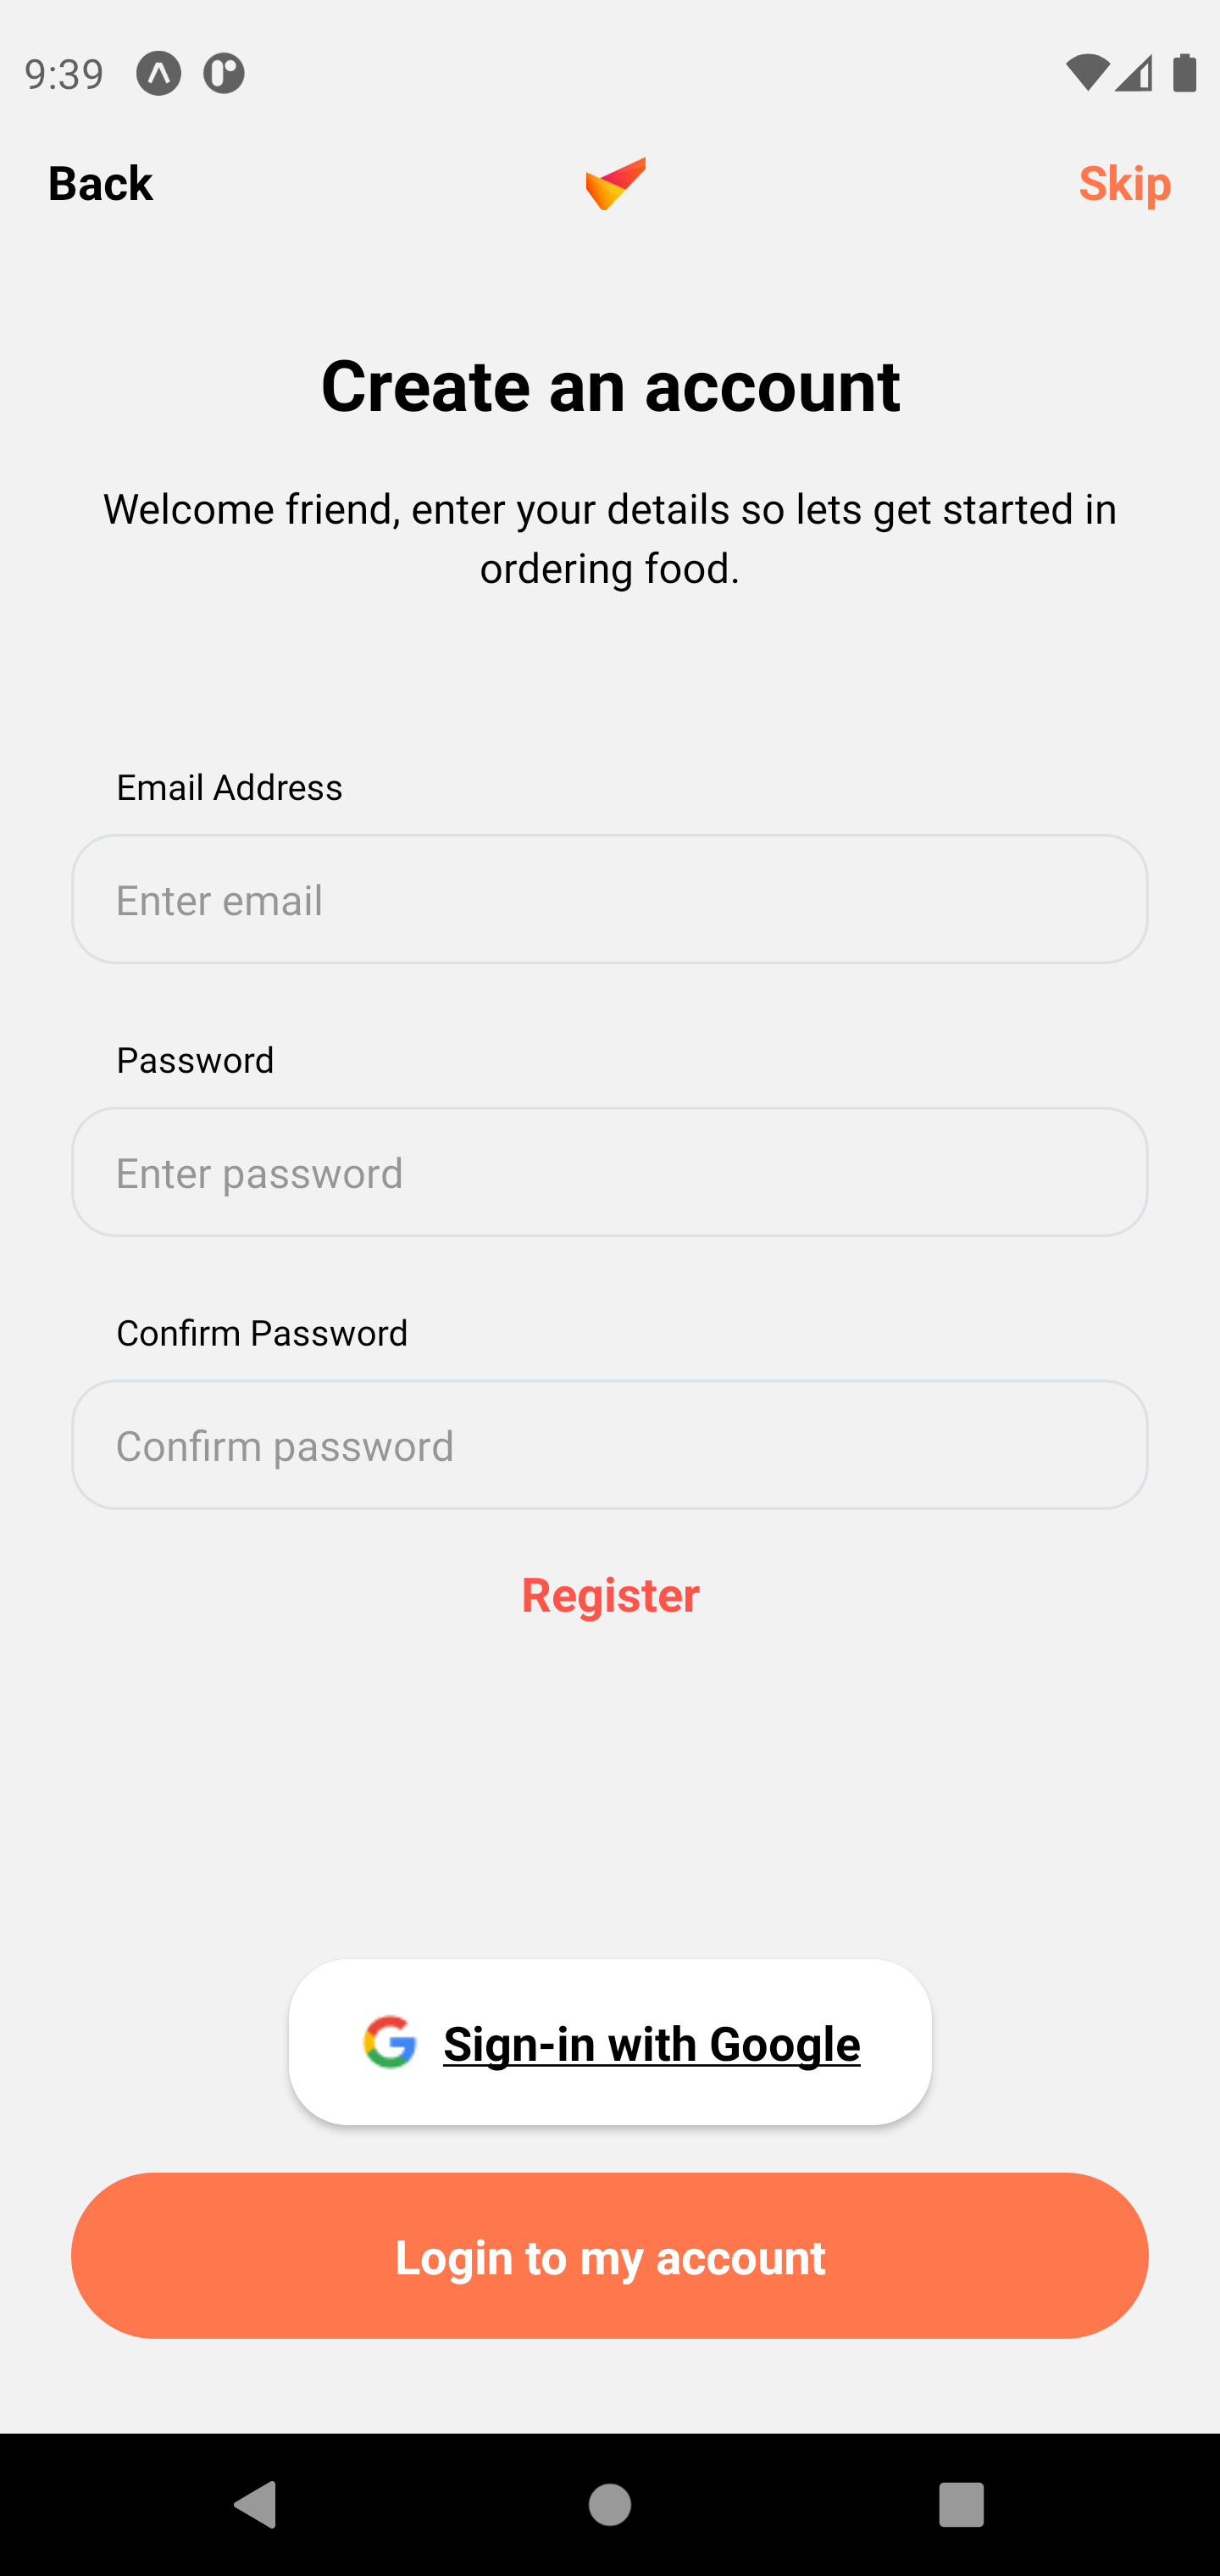 9:39
Back
Skip
Create an account
Welcome friend, enter your details so lets get started in
ordering food.
Email Address
Enter email
Password
Enter password
Confirm Password
Confirm password
Register
Sign-in with Google
Login to my account